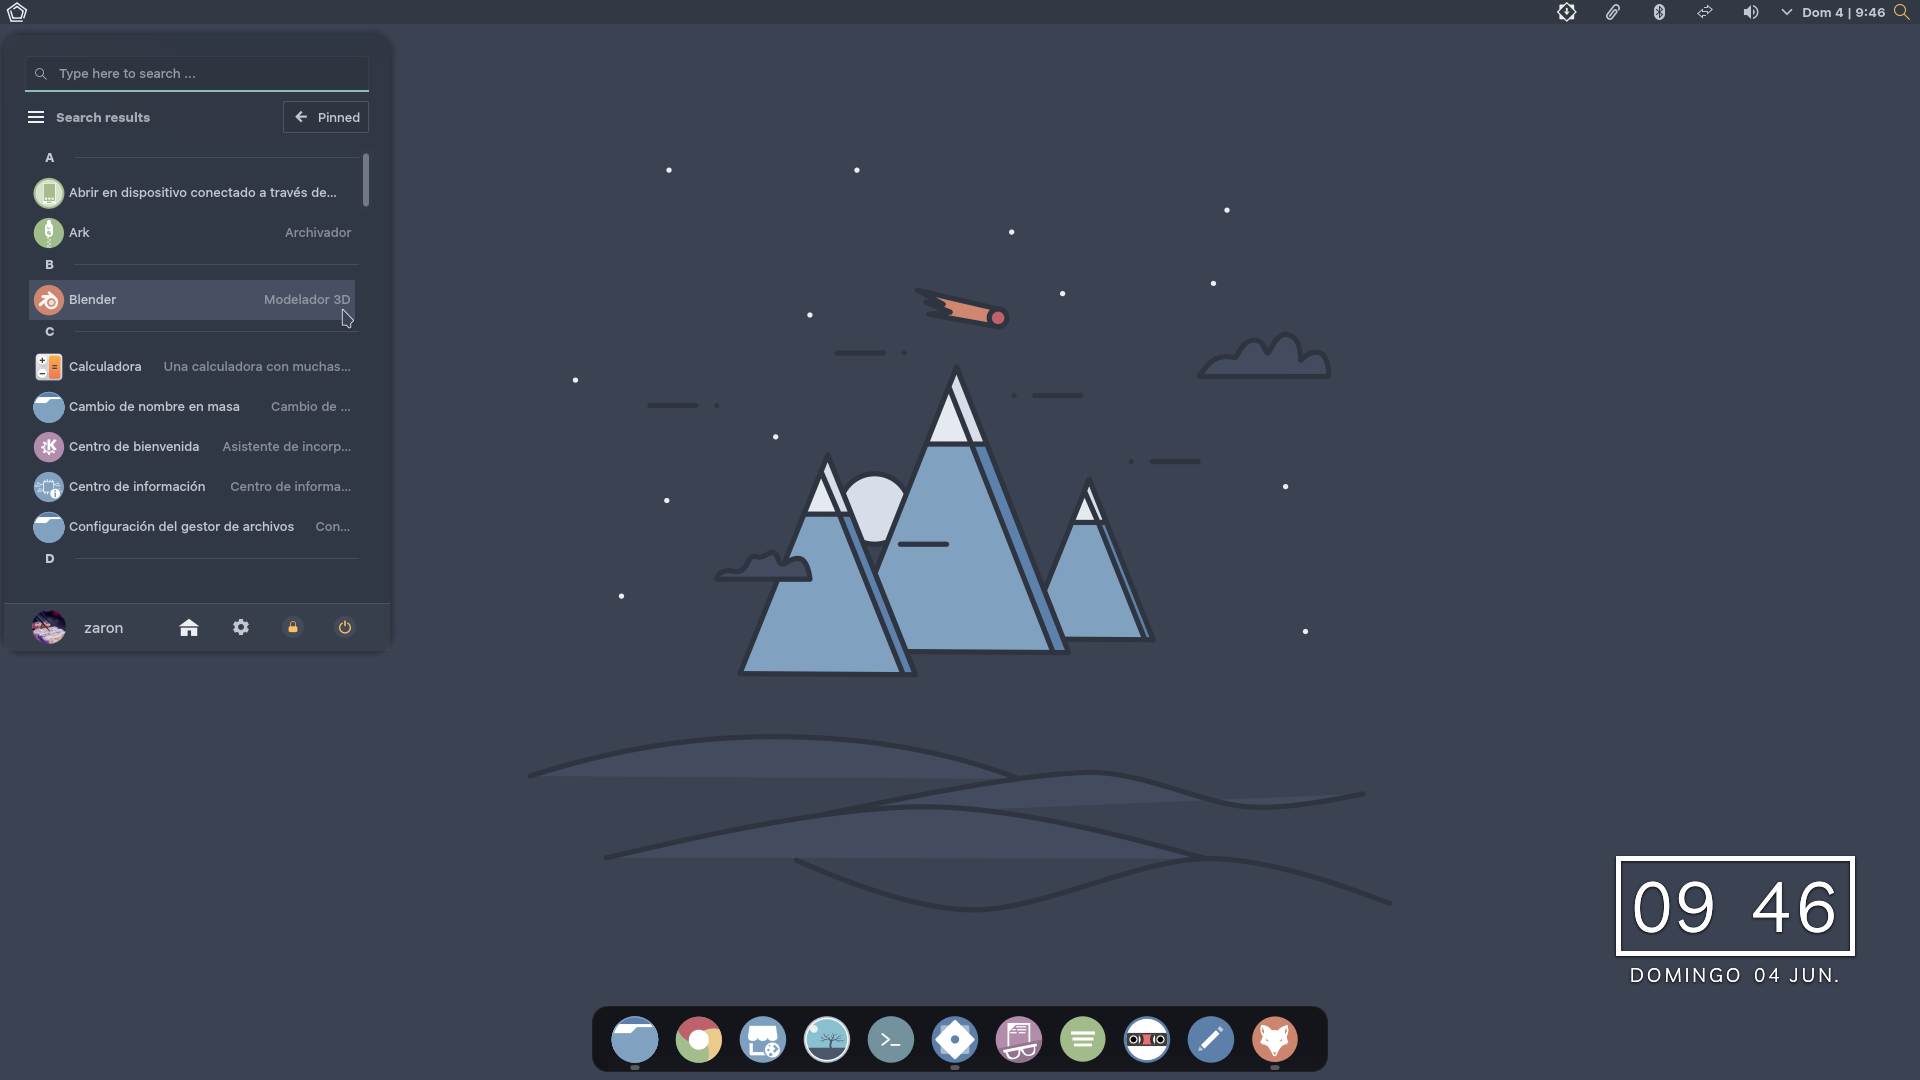 Dom 4 | 9:46
Type here to search ...
Search results
Pinned
A
Abrir en dispositivo conectado a través de...
Ark Archivador
B
Blender Modelador 3D
C
Calculadora Una calculadora con muchas...
Cambio de nombre en masa Cambio de ...
Centro de bienvenida Asistente de incorp...
Centro de información Centro de informa...
Configuración del gestor de archivos Con...
D
zaron
09 46
DOMINGO 04 JUN.